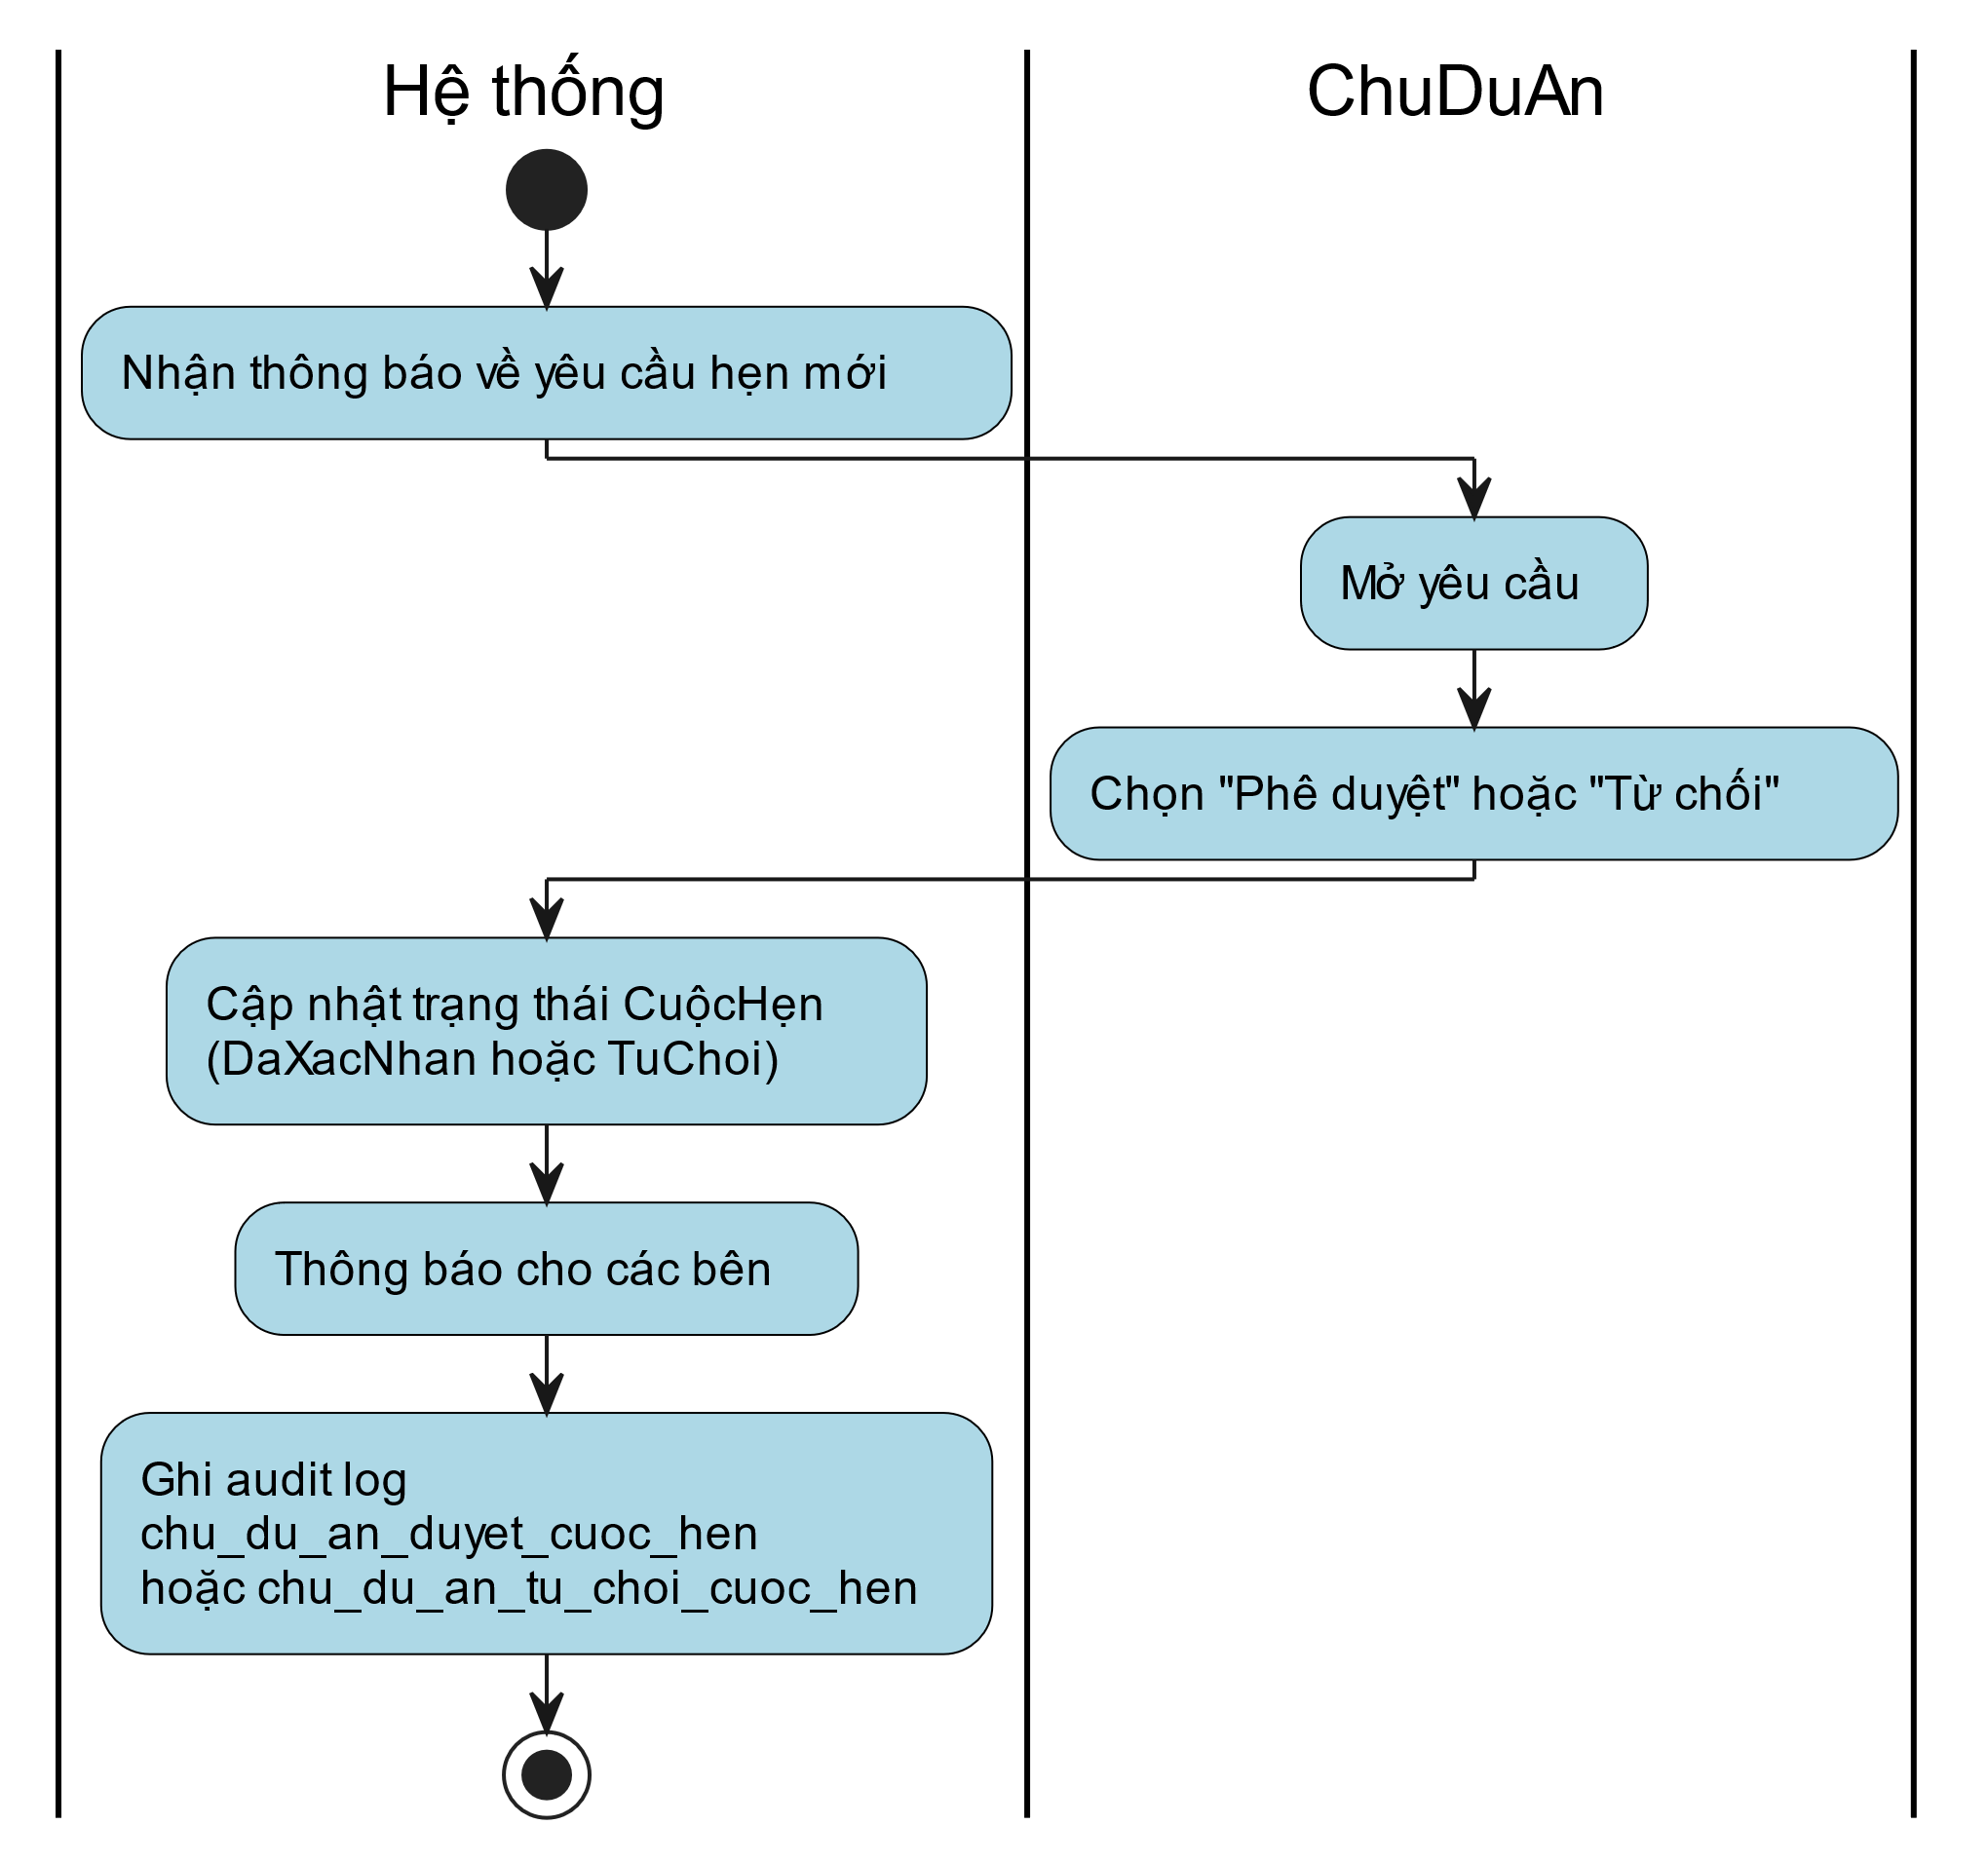 Hệ thống
ChuDuAn
Nhận thông báo về yêu cầu hẹn mới
Mở yêu cầu
Chọn "Phê duyệt" hoặc "Từ chối"
Cập nhật trạng thái CuộcHẹn
(DaXacNhan hoặc TuChoi)
Thông báo cho các bên
Ghi audit log
chu_du_an_duyet_cuoc_hen
hoặc chu_du_an_tu_choi_cuoc_hen